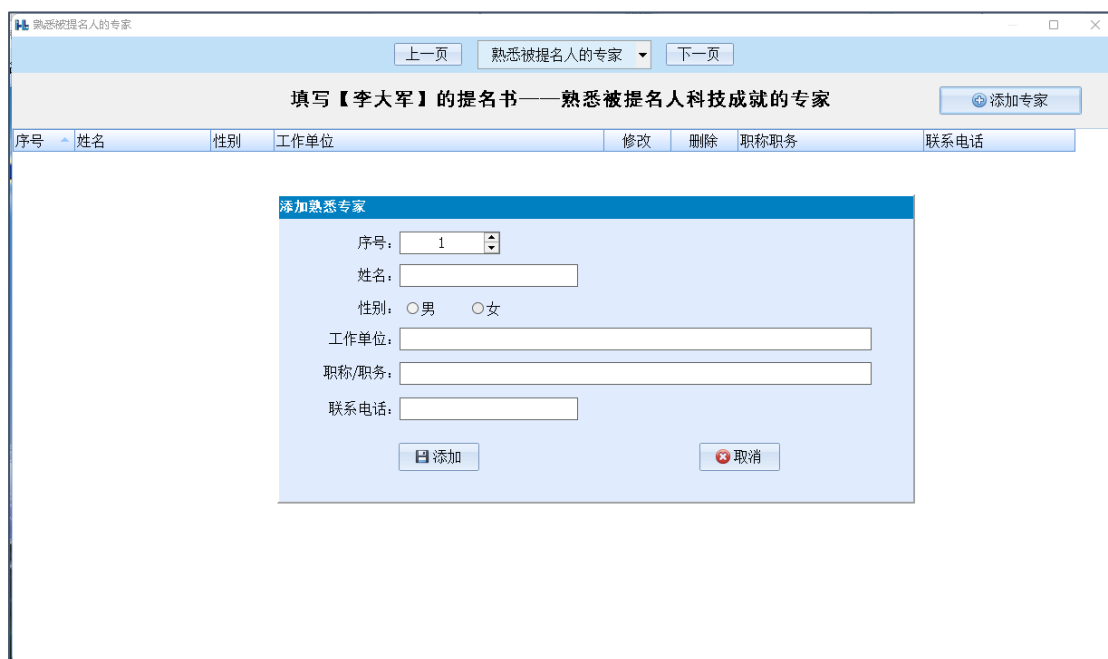 熟悉被提名人的专家
上一页 熟悉被提名人的专家 下一页
填写【李大军】的提名书——熟悉被提名人科技成就的专家 添加专家
序号 姓名 性别 工作单位 修改 删除 职称职务 联系电话
添加熟悉专家
序号： 1
姓名：
性别： 男 女
工作单位：
职称/职务：
联系电话：
添加 取消